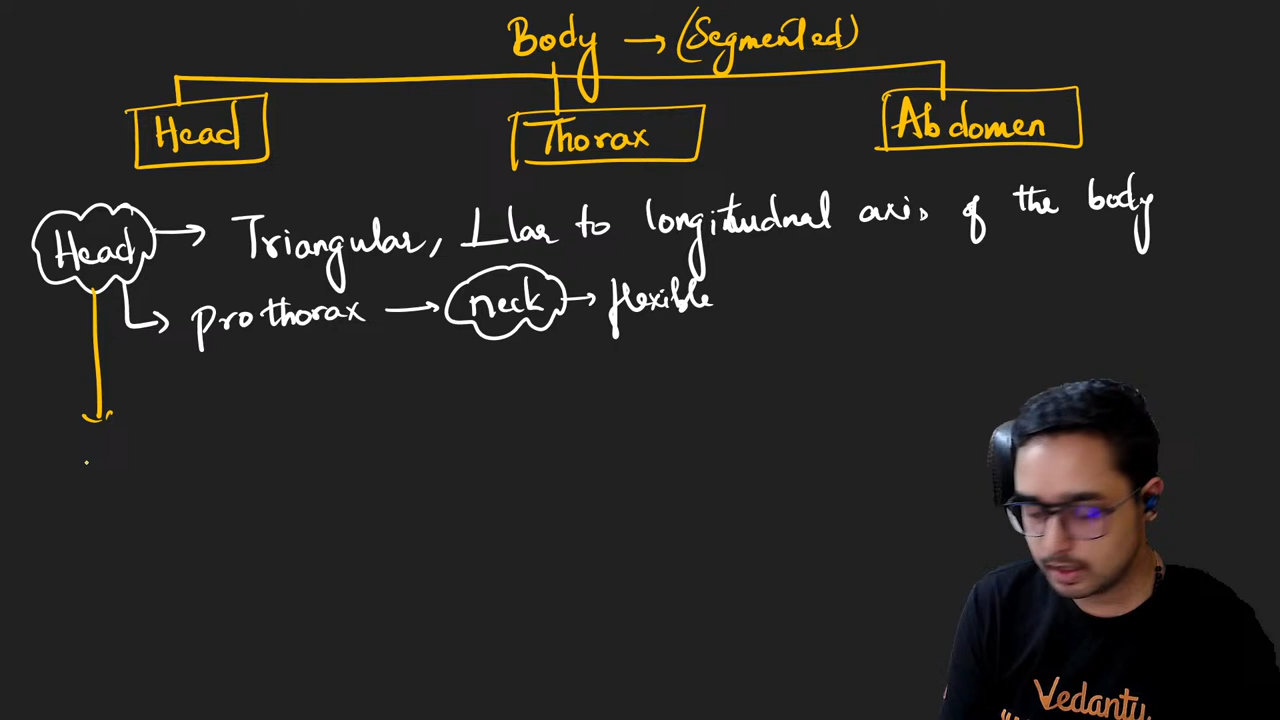 Body → (Segmented)
Head Thorax Abdomen
Head → Triangular, ⊥lar to longitudnal axis of the body
→ prothorax → neck → flexible
Vedantu